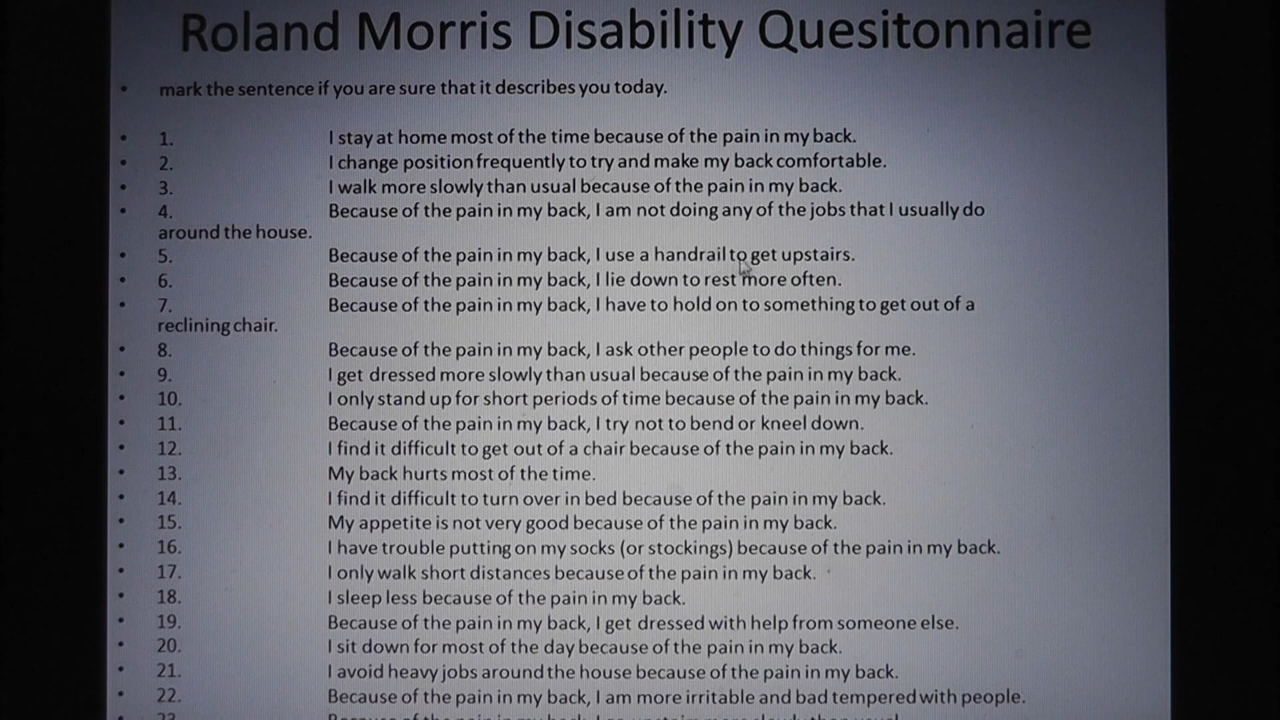 Roland Morris Disability Quesitonnaire
• mark the sentence if you are sure that it describes you today.
• 1. I stay at home most of the time because of the pain in my back.
• 2. I change position frequently to try and make my back comfortable.
• 3. I walk more slowly than usual because of the pain in my back.
• 4. Because of the pain in my back, I am not doing any of the jobs that I usually do
around the house.
• 5. Because of the pain in my back, I use a handrail to get upstairs.
• 6. Because of the pain in my back, I lie down to rest more often.
• 7. Because of the pain in my back, I have to hold on to something to get out of a
reclining chair.
• 8. Because of the pain in my back, I ask other people to do things for me.
• 9. I get dressed more slowly than usual because of the pain in my back.
• 10. I only stand up for short periods of time because of the pain in my back.
• 11. Because of the pain in my back, I try not to bend or kneel down.
• 12. I find it difficult to get out of a chair because of the pain in my back.
• 13. My back hurts most of the time.
• 14. I find it difficult to turn over in bed because of the pain in my back.
• 15. My appetite is not very good because of the pain in my back.
• 16. I have trouble putting on my socks (or stockings) because of the pain in my back.
• 17. I only walk short distances because of the pain in my back.
• 18. I sleep less because of the pain in my back.
• 19. Because of the pain in my back, I get dressed with help from someone else.
• 20. I sit down for most of the day because of the pain in my back.
• 21. I avoid heavy jobs around the house because of the pain in my back.
• 22. Because of the pain in my back, I am more irritable and bad tempered with people.